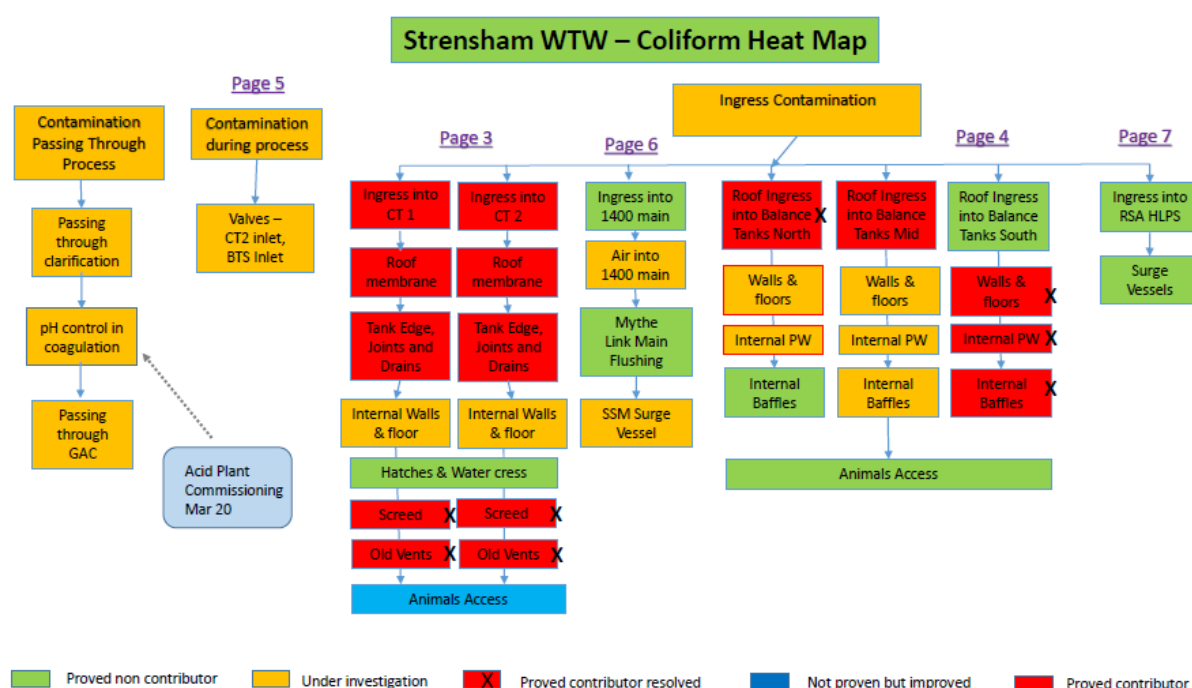 Strensham WTW – Coliform Heat Map
Page 5
Contamination
Passing Through
Process
Passing
through
clarification
pH control in
coagulation
Passing
through
GAC
Acid Plant
Commissioning
Mar 20
Contamination
during process
Valves –
CT2 inlet,
BTS Inlet
Ingress Contamination
Page 3
Page 6
Page 4
Page 7
Ingress into
CT 1
Roof
membrane
Tank Edge,
Joints and
Drains
Internal Walls
& floor
Ingress into
CT 2
Roof
membrane
Tank Edge,
Joints and
Drains
Internal Walls
& floor
Hatches & Water cress
Screed X
Screed X
Old Vents X
Old Vents X
Animals Access
Ingress into
1400 main
Air into
1400 main
Mythe
Link Main
Flushing
SSM Surge
Vessel
Roof Ingress
into Balance X
Tanks North
Walls &
floors
Internal PW
Internal
Baffles
Roof Ingress
into Balance
Tanks Mid
Walls &
floors
Internal PW
Internal
Baffles
Roof Ingress
into Balance
Tanks South
Walls &
floors X
Internal PW X
Internal
Baffles X
Animals Access
Ingress into
RSA HLPS
Surge
Vessels
Proved non contributor
Under investigation
X Proved contributor resolved
Not proven but improved
Proved contributor